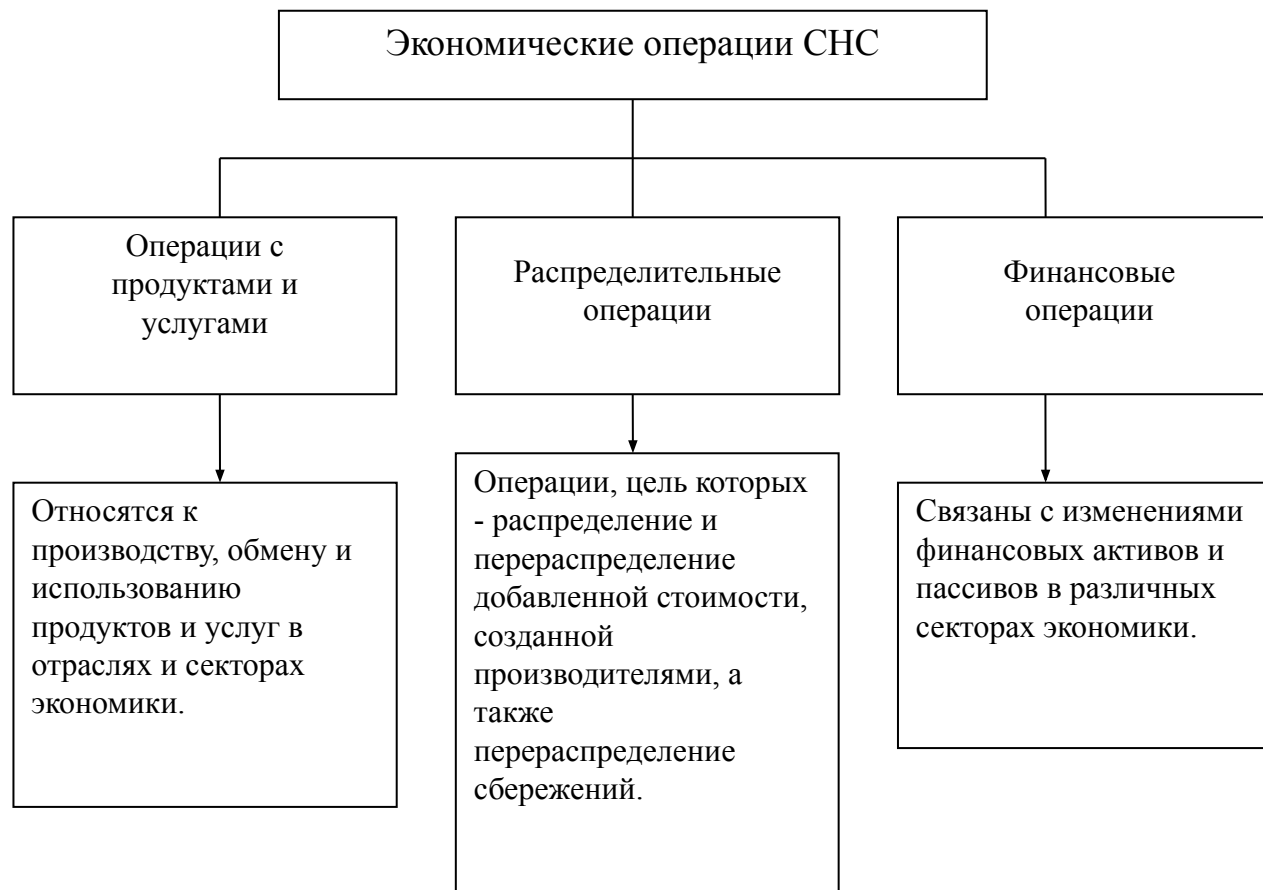 Экономические операции СНС
Операции с
продуктами и
услугами
Распределительные
операции
Финансовые
операции
Относятся к
производству, обмену и
использованию
продуктов и услуг в
отраслях и секторах
экономики.
Операции, цель которых
- распределение и
перераспределение
добавленной стоимости,
созданной
производителями, а
также
перераспределение
сбережений.
Связаны с изменениями
финансовых активов и
пассивов в различных
секторах экономики.